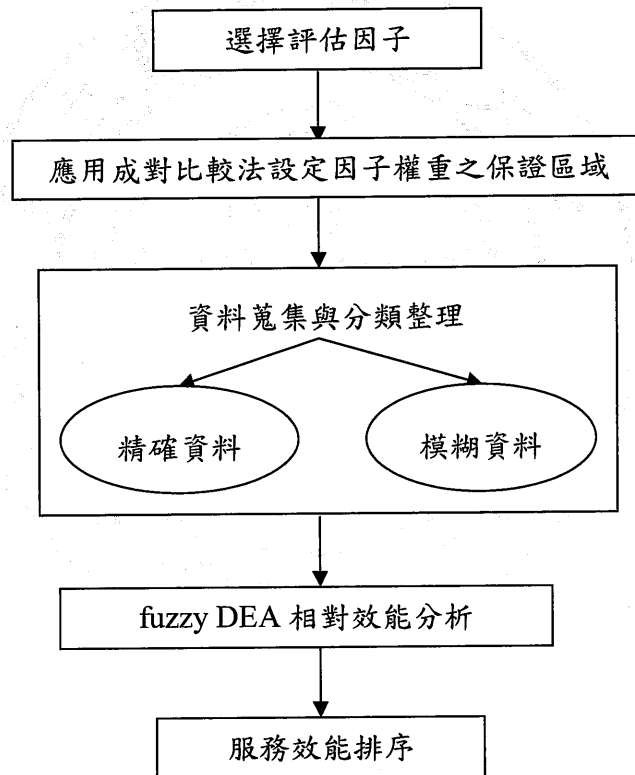 選擇評估因子
應用成對比較法設定因子權重之保證區域
資料蒐集與分類整理
精確資料
模糊資料
fuzzy DEA 相對效能分析
服務效能排序